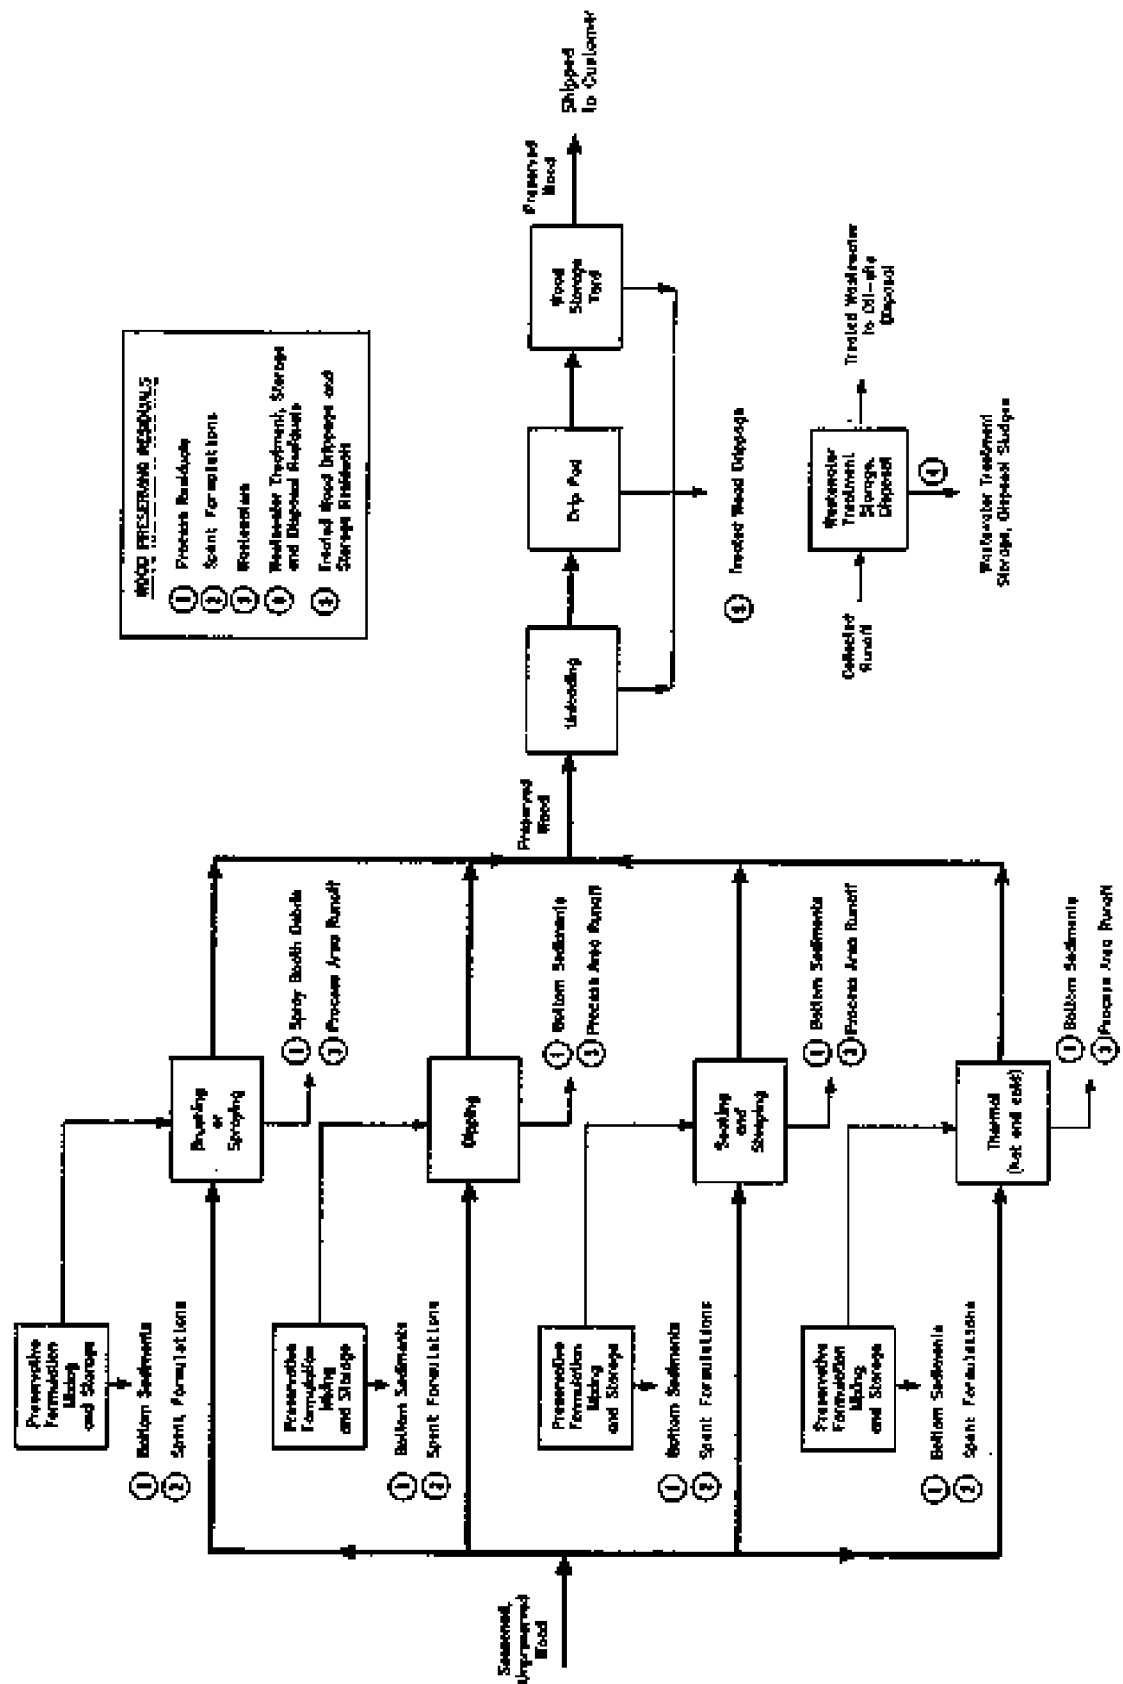 WOOD PRESERVING RESIDUALS
1 Process Residuals
2 Spent Formulations
3 Wastewaters
4 Wastewater Treatment, Storage
and Disposal Residuals
5 Treated Wood Drippage and
Storage Residuals
Preservative
Formulation
Mixing
and Storage
1 Bottom Sediments
2 Spent Formulations
Brushing
or
Spraying
1 Spray Booth Debris
3 Process Area Runoff
Preservative
Formulation
Mixing
and Storage
1 Bottom Sediments
2 Spent Formulations
Dipping
1 Bottom Sediments
3 Process Area Runoff
Seasoned,
Unpreserved
Wood
Preserved
Wood
Unloading
Drip Pad
Wood
Storage
Yard
Preserved
Wood
Shipped
to Customer
5 Treated Wood Drippage
Preservative
Formulation
Mixing
and Storage
1 Bottom Sediments
2 Spent Formulations
Soaking
and
Steeping
1 Bottom Sediments
3 Process Area Runoff
Collected
Runoff
Wastewater
Treatment
Storage,
Disposal
Treated Wastewater
to Off-site
Disposal
4
Wastewater Treatment
Storage, Disposal Sludges
Preservative
Formulation
Mixing
and Storage
1 Bottom Sediments
2 Spent Formulations
Thermal
(hot and cold)
1 Bottom Sediments
3 Process Area Runoff